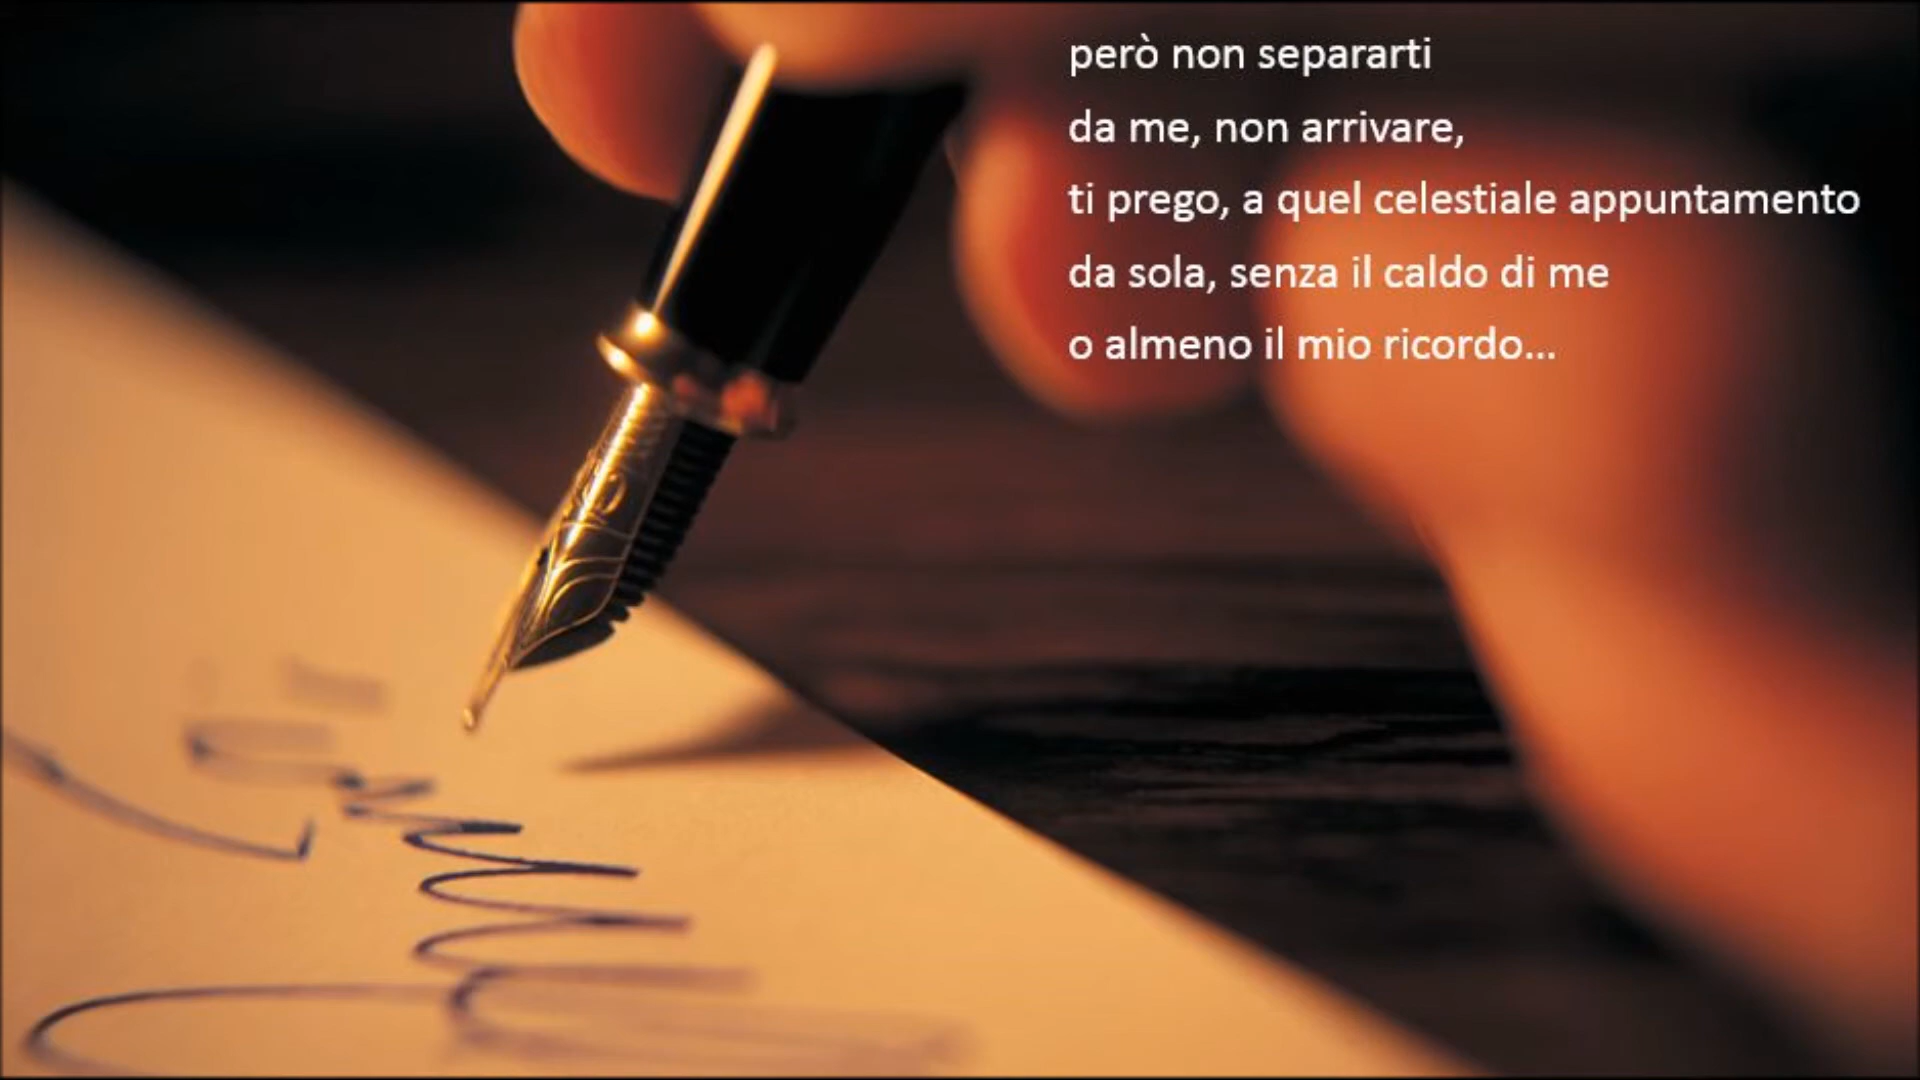 però non separarti
da me, non arrivare,
ti prego, a quel celestiale appuntamento
da sola, senza il caldo di me
o almeno il mio ricordo...